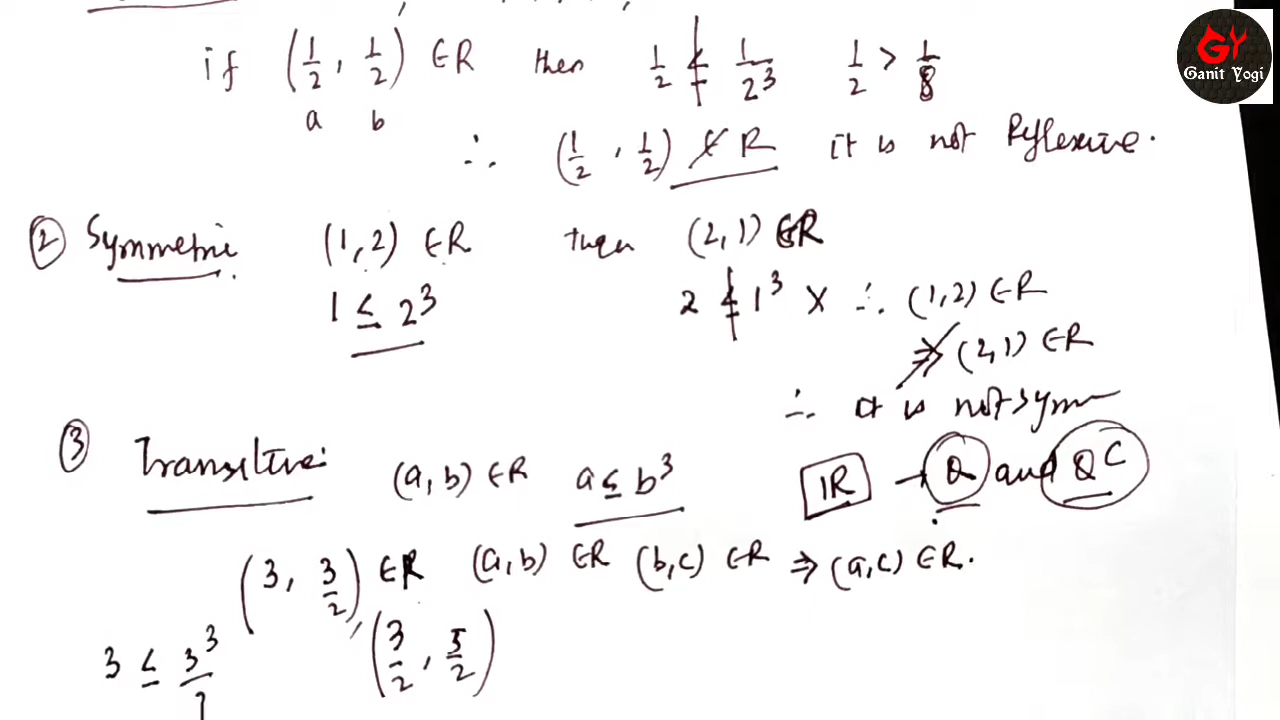 GY
Ganit Yogi
if (1/2, 1/2) ∈R then 1/2 ≰ 1/2³ 1/2 > 1/8
a b
∴ (1/2, 1/2) ∉ R it is not Reflexive.
② Symmetric (1,2) ∈R then (2,1) ∈R
1 ≤ 2³ 2 ≰ 1³ X ∴ (1,2) ∈R
⇏ (2,1) ∈R
∴ it is not symm
③ Transitive: (a,b) ∈R a≤b³ IR → Q and Qᶜ
(3, 3/2) ∈R (a,b) ∈R (b,c) ∈R ⇒ (a,c) ∈R.
3 ≤ 3³ , (3/2, 5/2)